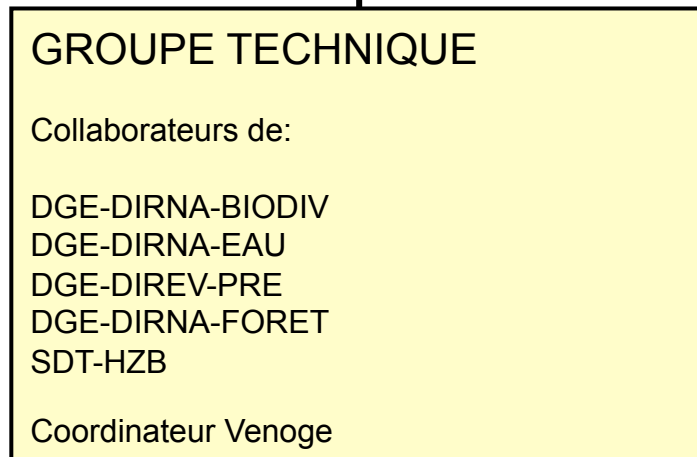 GROUPE TECHNIQUE
Collaborateurs de:
DGE-DIRNA-BIODIV
DGE-DIRNA-EAU
DGE-DIREV-PRE
DGE-DIRNA-FORET
SDT-HZB
Coordinateur Venoge